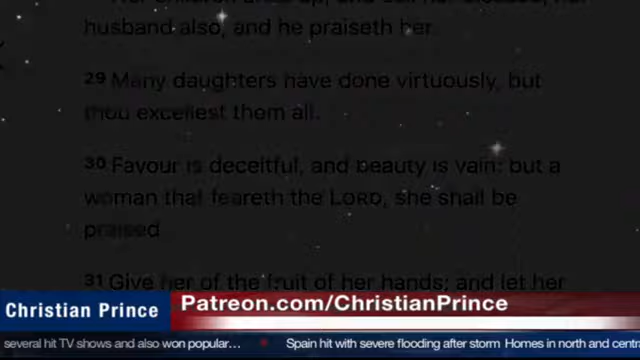 husband also, and he praiseth her.
29 Many daughters have done virtuously, but
thou excellest them all.
30 Favour is deceitful, and beauty is vain: but a
woman that feareth the LORD, she shall be
praised
31 Give her of the fruit of her hands; and let her
Christian Prince
Patreon.com/ChristianPrince
several hit TV shows and also won popular... Spain hit with severe flooding after storm Homes in north and centr